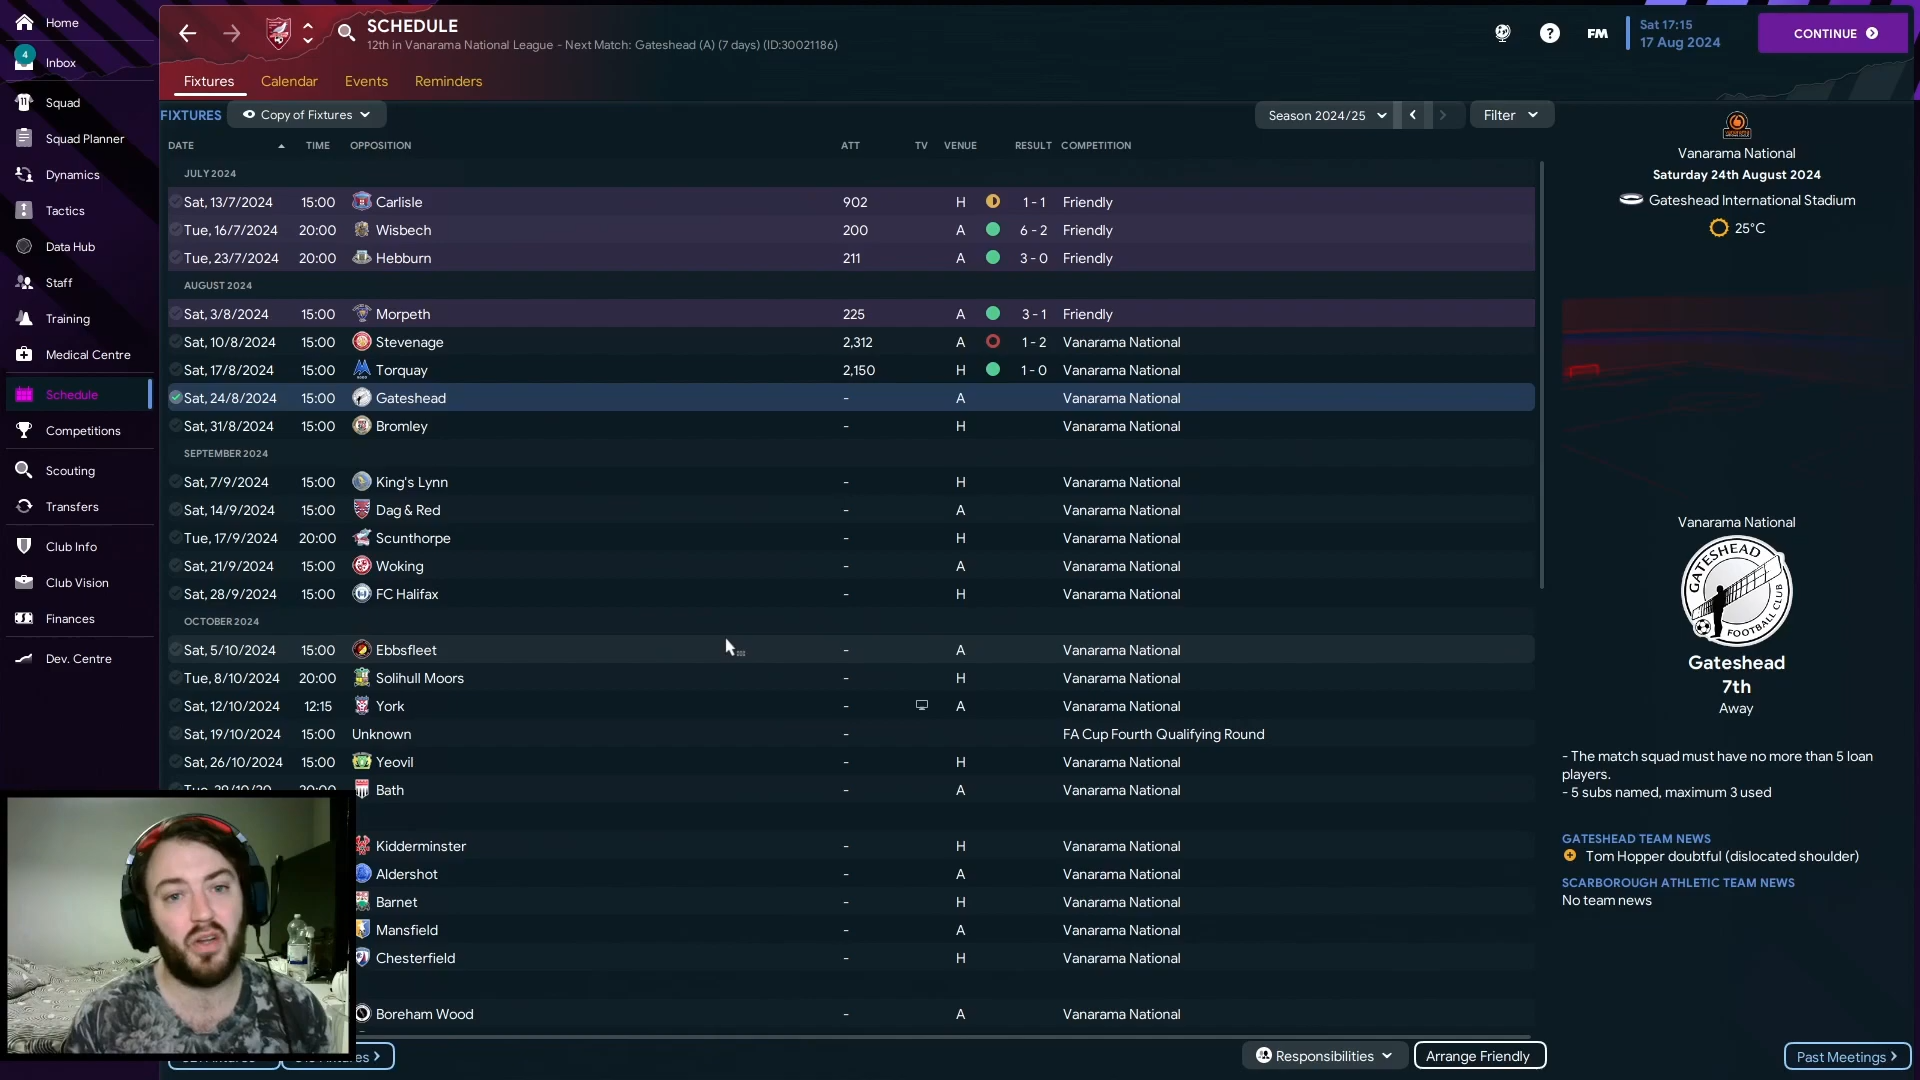 Home
4
Inbox
Squad
Squad Planner
Dynamics
Tactics
Data Hub
Staff
Training
Medical Centre
Schedule
Competitions
Scouting
Transfers
Club Info
Club Vision
Finances
Dev. Centre
SCHEDULE
12th in Vanarama National League - Next Match: Gateshead (A) (7 days) (ID:30021186)
? FM Sat 17:15
17 Aug 2024
CONTINUE
Fixtures Calendar Events Reminders
FIXTURES Copy of Fixtures Season 2024/25 Filter
DATE TIME OPPOSITION ATT TV VENUE RESULT COMPETITION
JULY 2024
Sat, 13/7/2024 15:00 Carlisle 902 H 1 - 1 Friendly
Tue, 16/7/2024 20:00 Wisbech 200 A 6 - 2 Friendly
Tue, 23/7/2024 20:00 Hebburn 211 A 3 - 0 Friendly
AUGUST 2024
Sat, 3/8/2024 15:00 Morpeth 225 A 3 - 1 Friendly
Sat, 10/8/2024 15:00 Stevenage 2,312 A 1 - 2 Vanarama National
Sat, 17/8/2024 15:00 Torquay 2,150 H 1 - 0 Vanarama National
Sat, 24/8/2024 15:00 Gateshead - A Vanarama National
Sat, 31/8/2024 15:00 Bromley - H Vanarama National
SEPTEMBER 2024
Sat, 7/9/2024 15:00 King's Lynn - H Vanarama National
Sat, 14/9/2024 15:00 Dag & Red - A Vanarama National
Tue, 17/9/2024 20:00 Scunthorpe - H Vanarama National
Sat, 21/9/2024 15:00 Woking - A Vanarama National
Sat, 28/9/2024 15:00 FC Halifax - H Vanarama National
OCTOBER 2024
Sat, 5/10/2024 15:00 Ebbsfleet - A Vanarama National
Tue, 8/10/2024 20:00 Solihull Moors - H Vanarama National
Sat, 12/10/2024 12:15 York - A Vanarama National
Sat, 19/10/2024 15:00 Unknown - FA Cup Fourth Qualifying Round
Sat, 26/10/2024 15:00 Yeovil - H Vanarama National
Bath - A Vanarama National
Kidderminster - H Vanarama National
Aldershot - A Vanarama National
Barnet - H Vanarama National
Mansfield - A Vanarama National
Chesterfield - H Vanarama National
Boreham Wood - A Vanarama National
Responsibilities Arrange Friendly
Vanarama National
Saturday 24th August 2024
Gateshead International Stadium
25°C
Vanarama National
GATESHEAD
FOOTBALL CLUB
Gateshead
7th
Away
- The match squad must have no more than 5 loan
players.
- 5 subs named, maximum 3 used
GATESHEAD TEAM NEWS
Tom Hopper doubtful (dislocated shoulder)
SCARBOROUGH ATHLETIC TEAM NEWS
No team news
Past Meetings